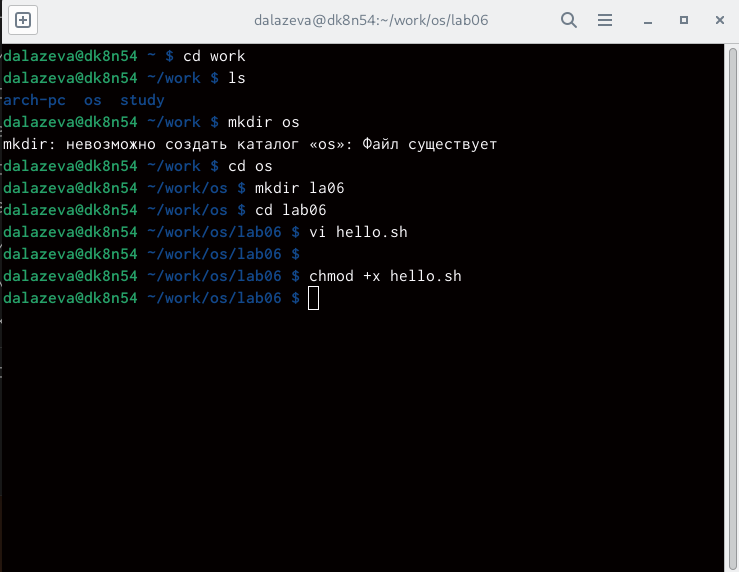 dalazeva@dk8n54:~/work/os/lab06
dalazeva@dk8n54 ~ $ cd work
dalazeva@dk8n54 ~/work $ ls
arch-pc  os  study
dalazeva@dk8n54 ~/work $ mkdir os
mkdir: невозможно создать каталог «os»: Файл существует
dalazeva@dk8n54 ~/work $ cd os
dalazeva@dk8n54 ~/work/os $ mkdir la06
dalazeva@dk8n54 ~/work/os $ cd lab06
dalazeva@dk8n54 ~/work/os/lab06 $ vi hello.sh
dalazeva@dk8n54 ~/work/os/lab06 $
dalazeva@dk8n54 ~/work/os/lab06 $ chmod +x hello.sh
dalazeva@dk8n54 ~/work/os/lab06 $